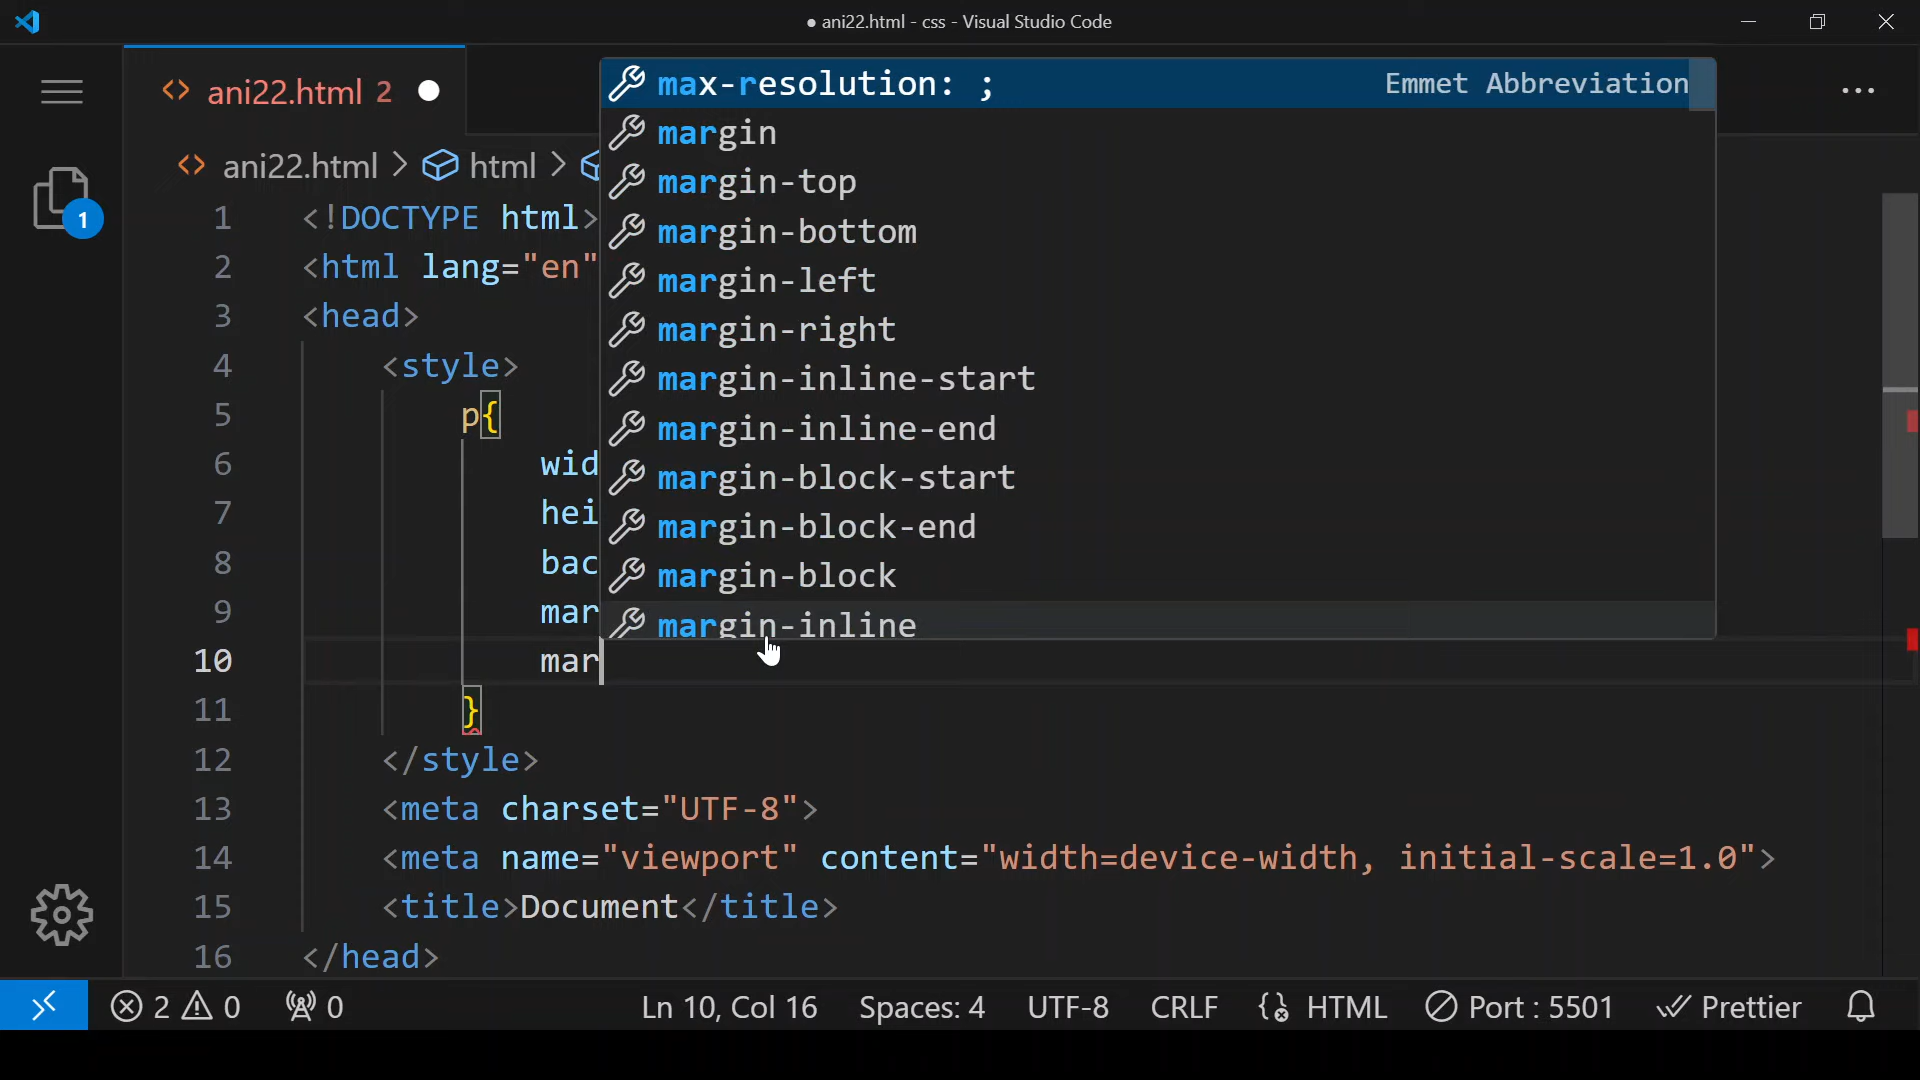 ● ani22.html - css - Visual Studio Code
ani22.html 2
ani22.html > html >
1
1 <!DOCTYPE html>
2 <html lang="en"
3 <head>
4 <style>
5 p{
6 wid
7 hei
8 bac
9 mar
10 mar
max-resolution: ; Emmet Abbreviation
margin
margin-top
margin-bottom
margin-left
margin-right
margin-inline-start
margin-inline-end
margin-block-start
margin-block-end
margin-block
margin-inline
11 }
12 </style>
13 <meta charset="UTF-8">
14 <meta name="viewport" content="width=device-width, initial-scale=1.0">
15 <title>Document</title>
16 </head>
2 0 0 Ln 10, Col 16 Spaces: 4 UTF-8 CRLF HTML Port : 5501 Prettier